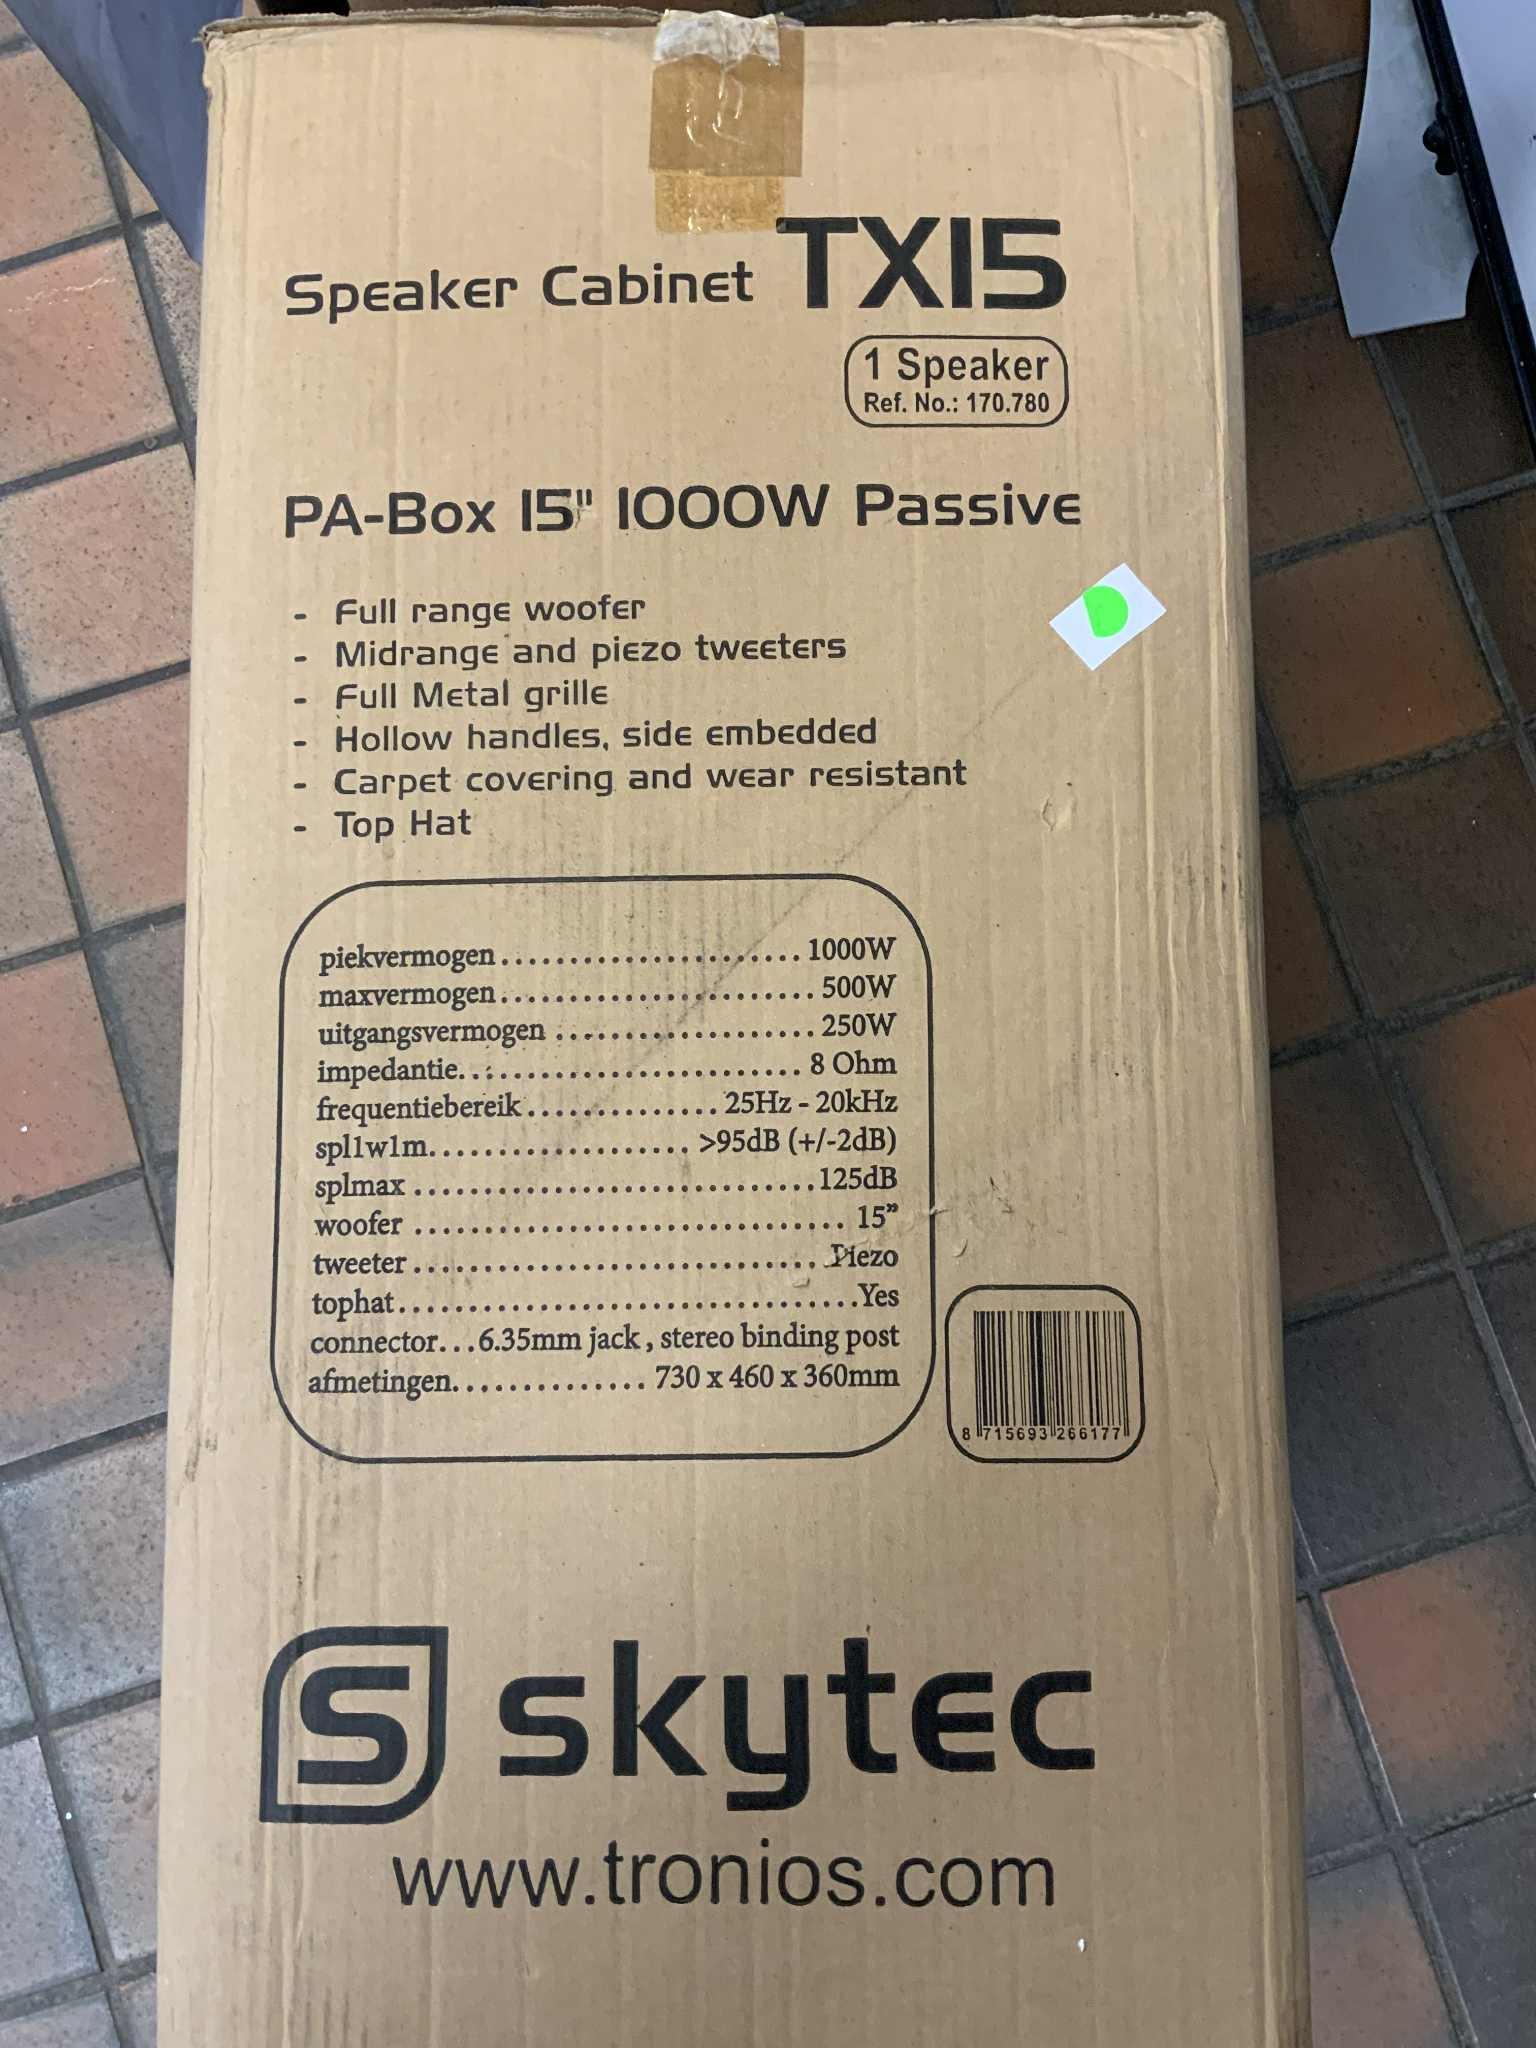 Speaker Cabinet TX15
1 Speaker
Ref. No.: 170.780
PA-Box 15" 1000W Passive
- Full range woofer
- Midrange and piezo tweeters
- Full Metal grille
- Hollow handles, side embedded
- Carpet covering and wear resistant
- Top Hat
piekvermogen...................... 1000W
maxvermogen....................... 500W
uitgangsvermogen ................... 250W
impedantie......................... 8 Ohm
frequentiebereik.............. 25Hz - 20kHz
spl1w1m................... >95dB (+/-2dB)
splmax .............................125dB
woofer ............................... 15”
tweeter.............................. Piezo
tophat.................................Yes
connector...6.35mm jack, stereo binding post
afmetingen.............. 730 x 460 x 360mm
8 715693 266177
S skytec
www.tronios.com